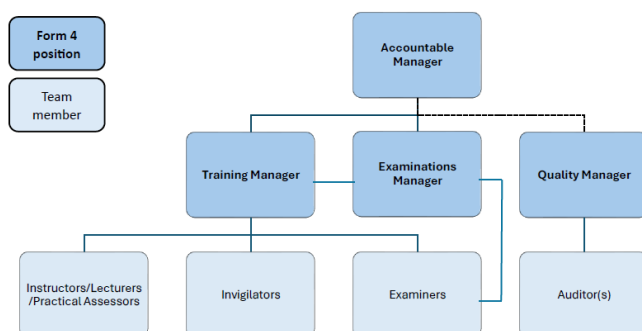 Form 4
position
Accountable
Manager
Team
member
Training Manager
Examinations
Manager
Quality Manager
Instructors/Lecturers
/Practical Assessors
Invigilators
Examiners
Auditor(s)